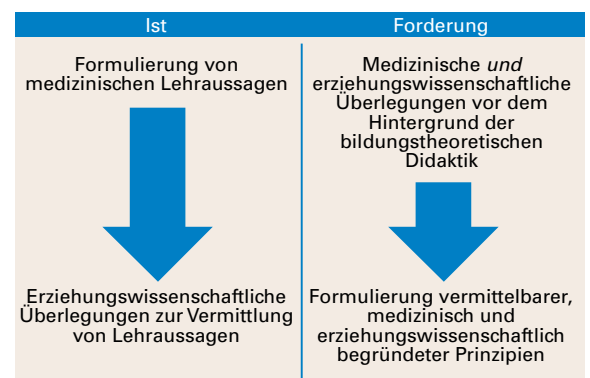 Ist
Formulierung von
medizinischen Lehraussagen
Erziehungswissenschaftliche
Überlegungen zur Vermittlung
von Lehraussagen
Forderung
Medizinische und
erziehungswissenschaftliche
Überlegungen vor dem
Hintergrund der
bildungstheoretischen
Didaktik
Formulierung vermittelbarer,
medizinisch und
erziehungswissenschaftlich
begründeter Prinzipien